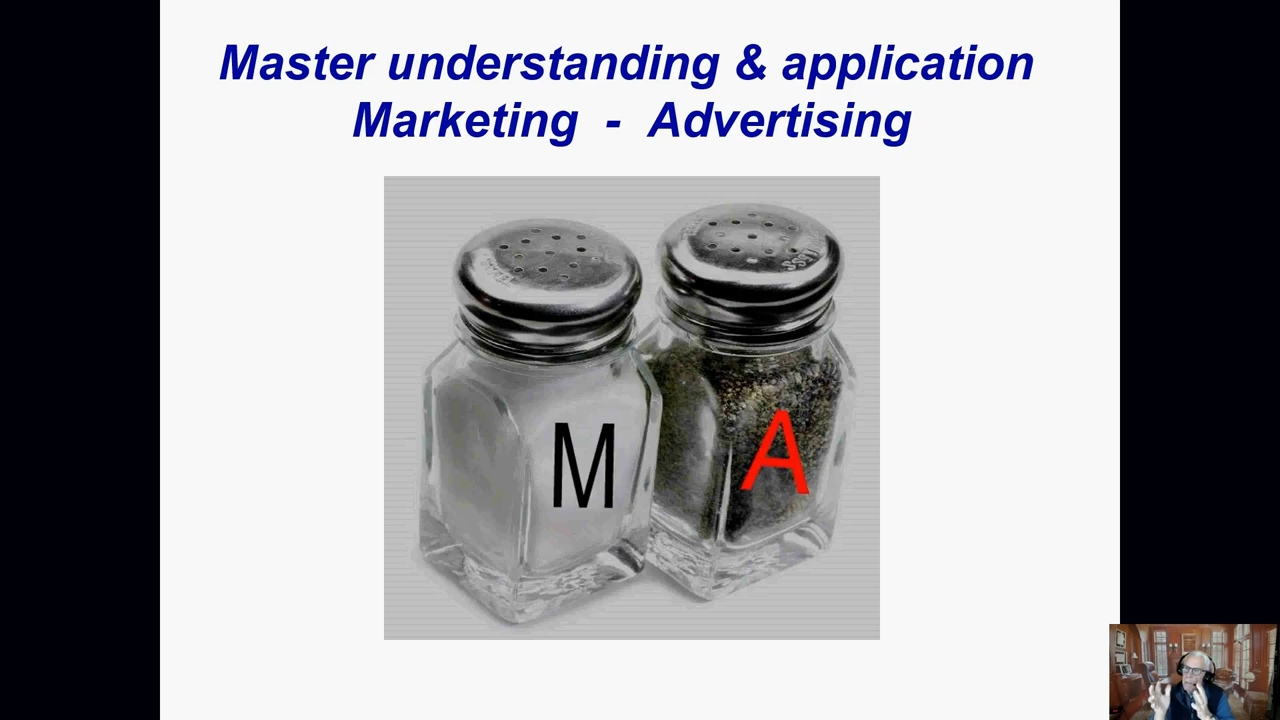 Master understanding & application
Marketing - Advertising
M
A